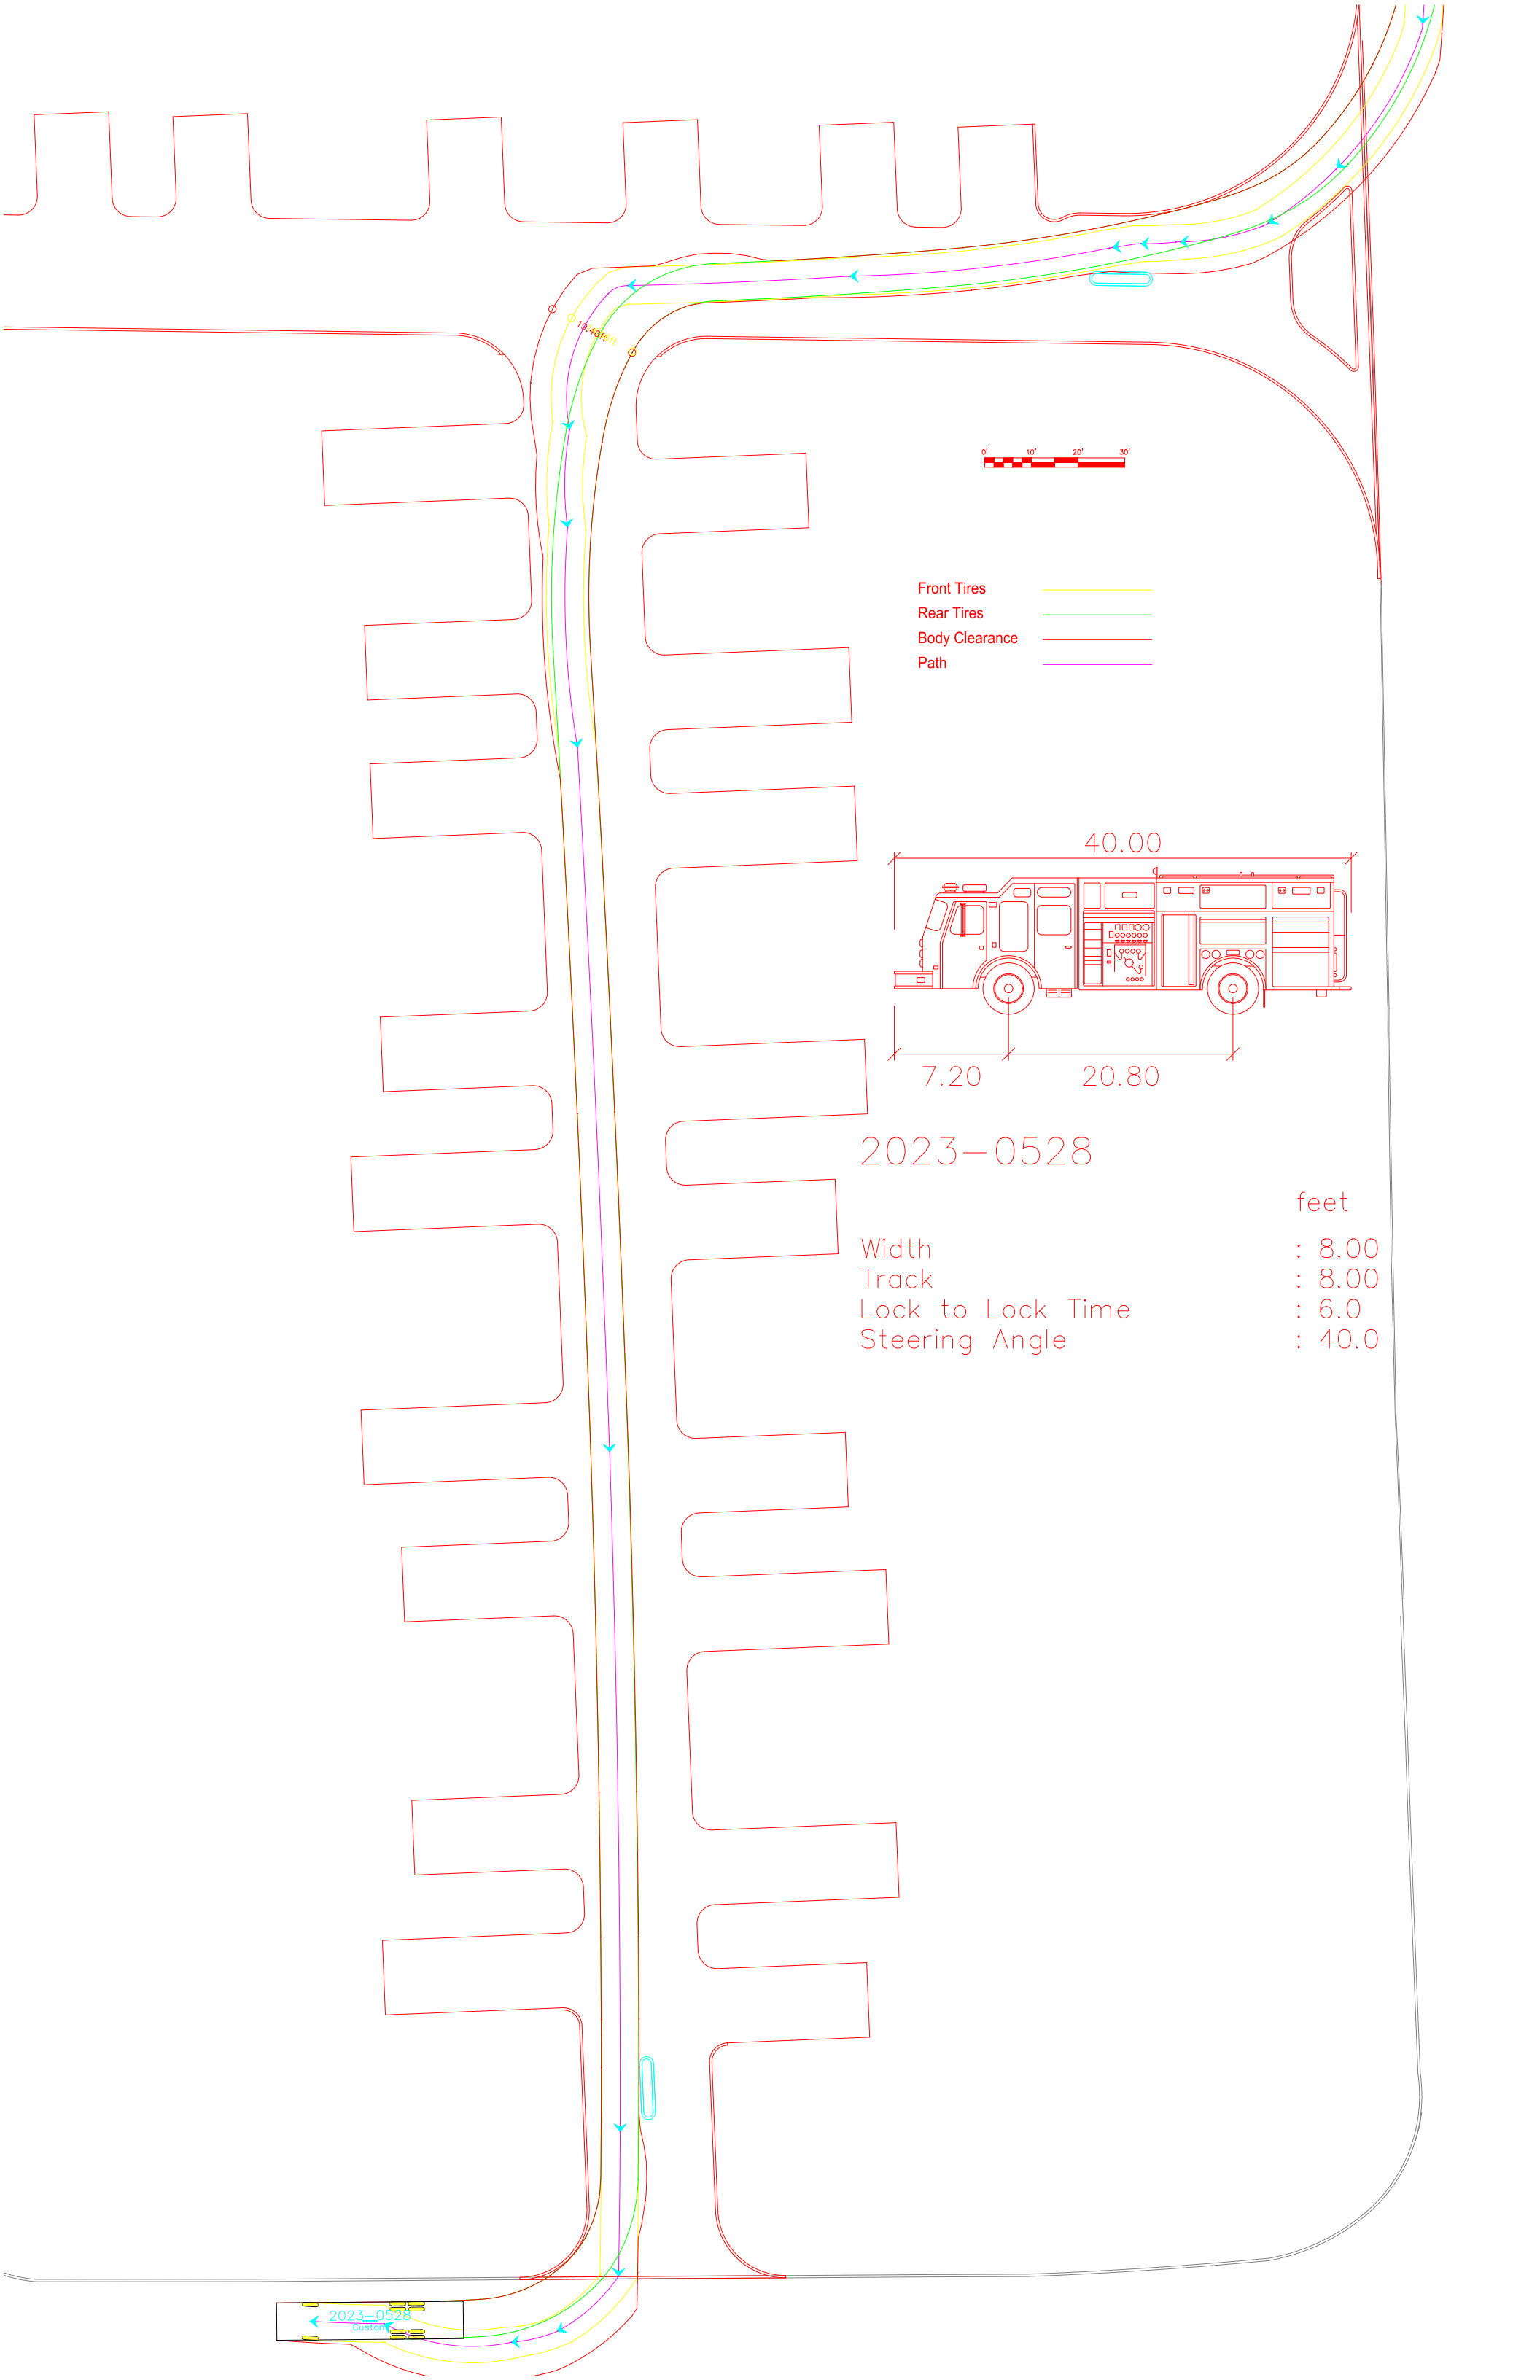 19.46ft
0' 10' 20' 30'
Front Tires
Rear Tires
Body Clearance
Path
40.00
7.20 20.80
2023-0528
feet
Width : 8.00
Track : 8.00
Lock to Lock Time : 6.0
Steering Angle : 40.0
2023-0528
Custom